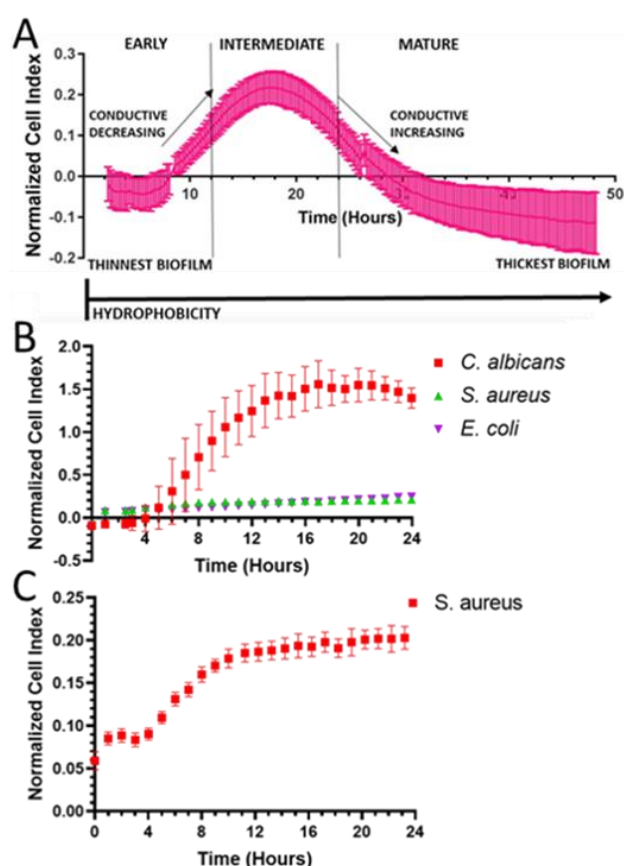 A
EARLY
INTERMEDIATE
MATURE
0.3
0.2
0.1
0.0
-0.1
-0.2
Normalized Cell Index
CONDUCTIVE
DECREASING
CONDUCTIVE
INCREASING
10
20
50
Time (Hours)
THINNEST BIOFILM
THICKEST BIOFILM
HYDROPHOBICITY
B
2.0
1.5
1.0
0.5
0.0
-0.5
Normalized Cell Index
4
8
12
16
20
24
Time (Hours)
C. albicans
S. aureus
E. coli
C
0.25
0.20
0.15
0.10
0.05
0.00
Normalized Cell Index
0
4
8
12
16
20
24
Time (Hours)
S. aureus